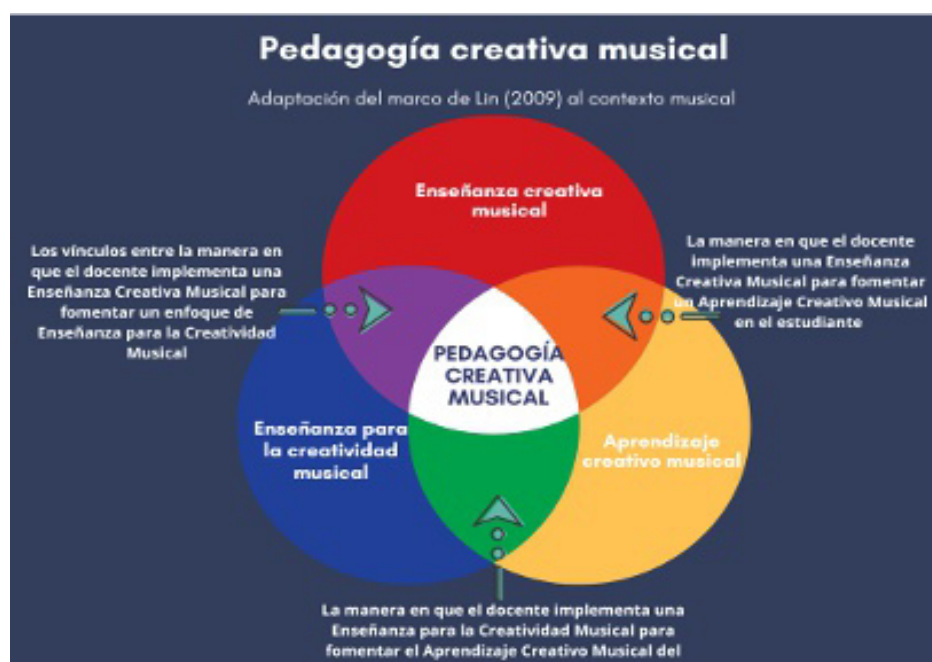 Pedagogía creativa musical
Adaptación del marco de Lin (2009) al contexto musical
Enseñanza creativa
musical
Los vínculos entre la manera en
que el docente implementa una
Enseñanza Creativa Musical para
fomentar un enfoque de
Enseñanza para la Creatividad
Musical
La manera en que el docente
implementa una Enseñanza
Creativa Musical para fomentar
un Aprendizaje Creativo Musical
en el estudiante
PEDAGOGÍA
CREATIVA
MUSICAL
Enseñanza para
la creatividad
musical
Aprendizaje
creativo musical
La manera en que el docente implementa una
Enseñanza para la Creatividad Musical para
fomentar el Aprendizaje Creativo Musical del